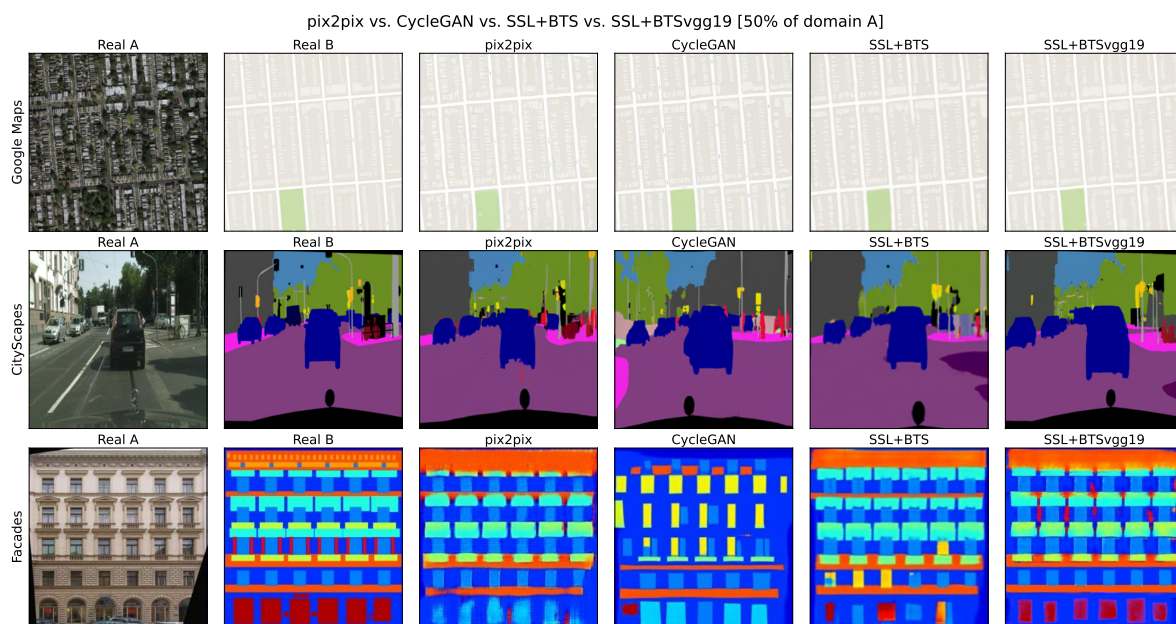 pix2pix vs. CycleGAN vs. SSL+BTS vs. SSL+BTSvgg19 [50% of domain A]
Real A Real B pix2pix CycleGAN SSL+BTS SSL+BTSvgg19
Google Maps
Real A Real B pix2pix CycleGAN SSL+BTS SSL+BTSvgg19
CityScapes
Real A Real B pix2pix CycleGAN SSL+BTS SSL+BTSvgg19
Facades